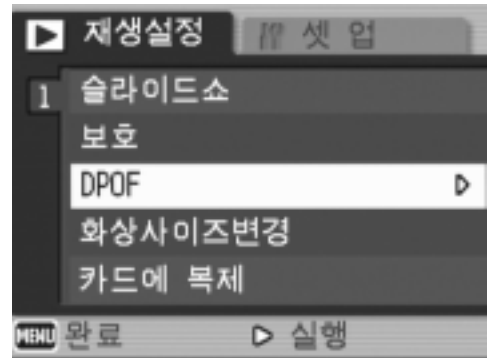 재생설정 셋 업
1 슬라이드쇼
보호
DPOF
화상사이즈변경
카드에 복제
MENU 완료 실행